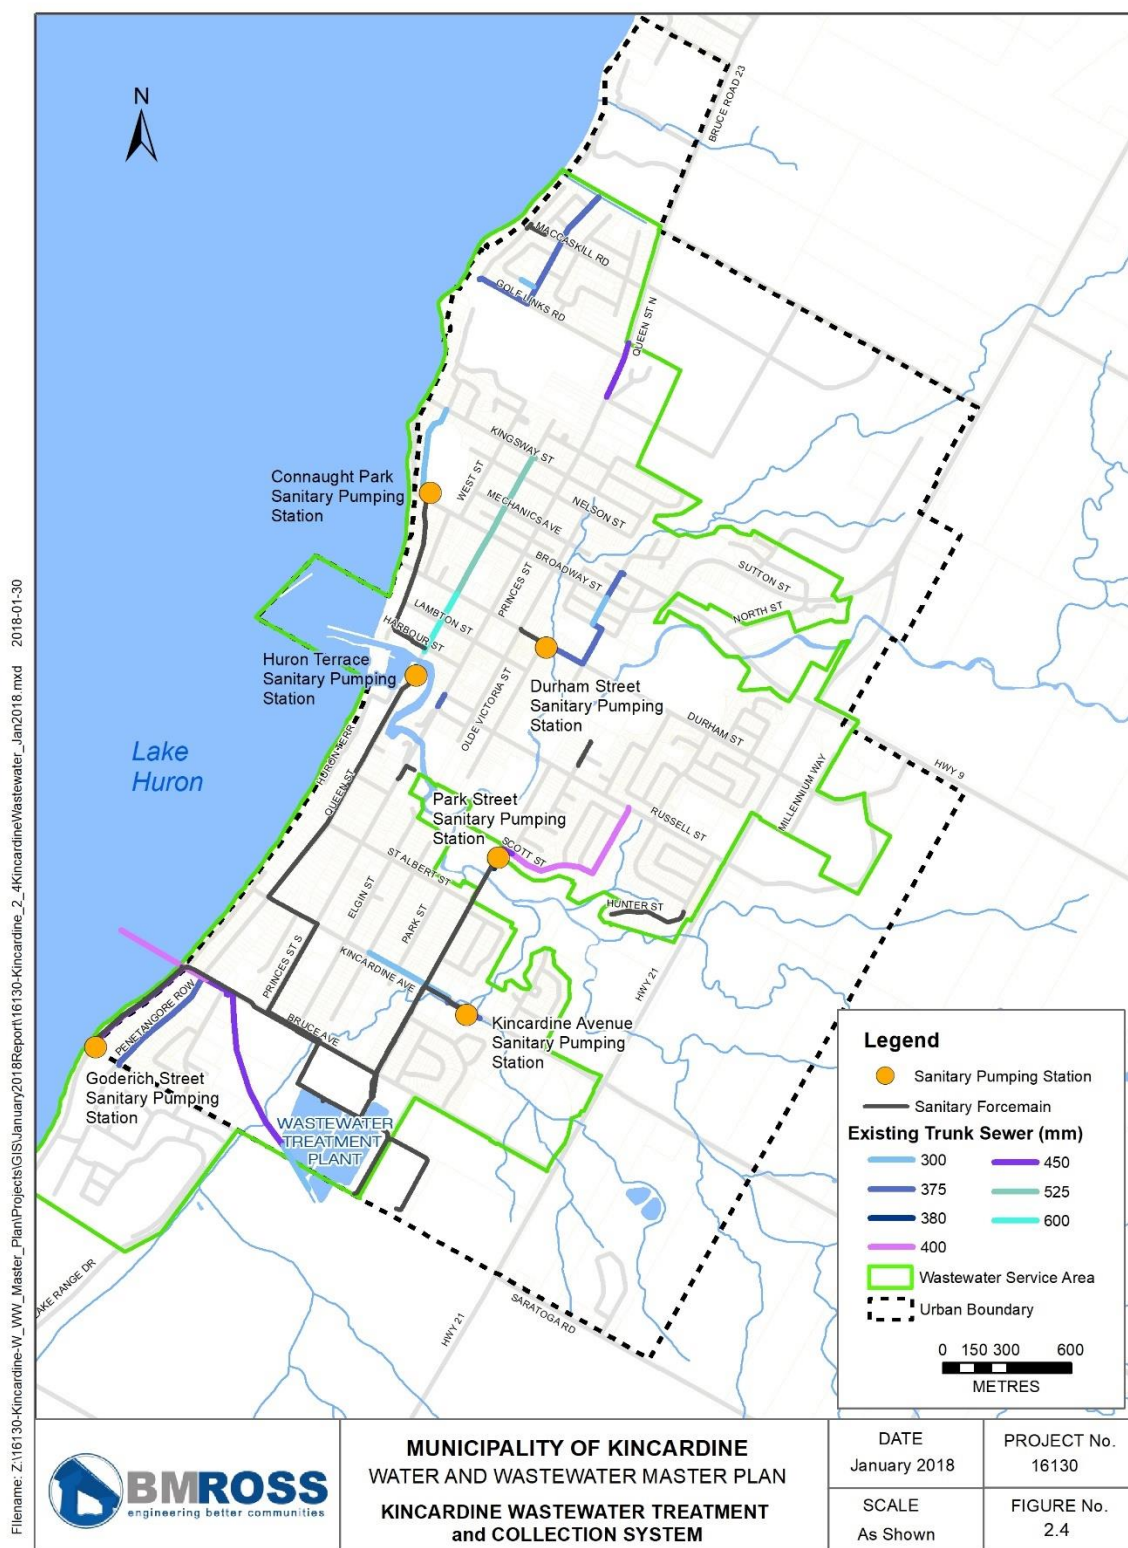 N
BRUCE ROAD 23
MACCASKILL RD
GOLF LINKS RD
QUEEN ST N
KINGSWAY ST
WEST ST
MECHANICS AVE
NELSON ST
Connaught Park
Sanitary Pumping
Station
BROADWAY ST
SUTTON ST
PRINCES ST
NORTH ST
LAMBTON ST
HARBOUR ST
Huron Terrace
Sanitary Pumping
Station
Durham Street
Sanitary Pumping
Station
OLDE VICTORIA ST
DURHAM ST
Lake
Huron
HURON TERR
QUEEN ST
HWY 9
MILLENNIUM WAY
Park Street
Sanitary Pumping
Station
RUSSELL ST
SCOTT ST
ST ALBERT ST
ELGIN ST
PARK ST
HUNTER ST
PRINCES ST S
KINCARDINE AVE
HWY 21
PENETANGORE ROW
BRUCE AVE
Kincardine Avenue
Sanitary Pumping
Station
Goderich Street
Sanitary Pumping
Station
WASTEWATER
TREATMENT
PLANT
LAKE RANGE DR
HWY 21
SARATOGA RD
Legend
Sanitary Pumping Station
Sanitary Forcemain
Existing Trunk Sewer (mm)
300
450
375
525
380
600
400
Wastewater Service Area
Urban Boundary
0 150 300 600
METRES
Filename: Z:\16130-Kincardine-W_WW_Master_Plan\Projects\GIS\January2018Report\16130-Kincardine_2_4KincardineWastewater_Jan2018.mxd 2018-01-30
BMROSS
engineering better communities
MUNICIPALITY OF KINCARDINE
WATER AND WASTEWATER MASTER PLAN
KINCARDINE WASTEWATER TREATMENT
and COLLECTION SYSTEM
DATE
January 2018
PROJECT No.
16130
SCALE
As Shown
FIGURE No.
2.4